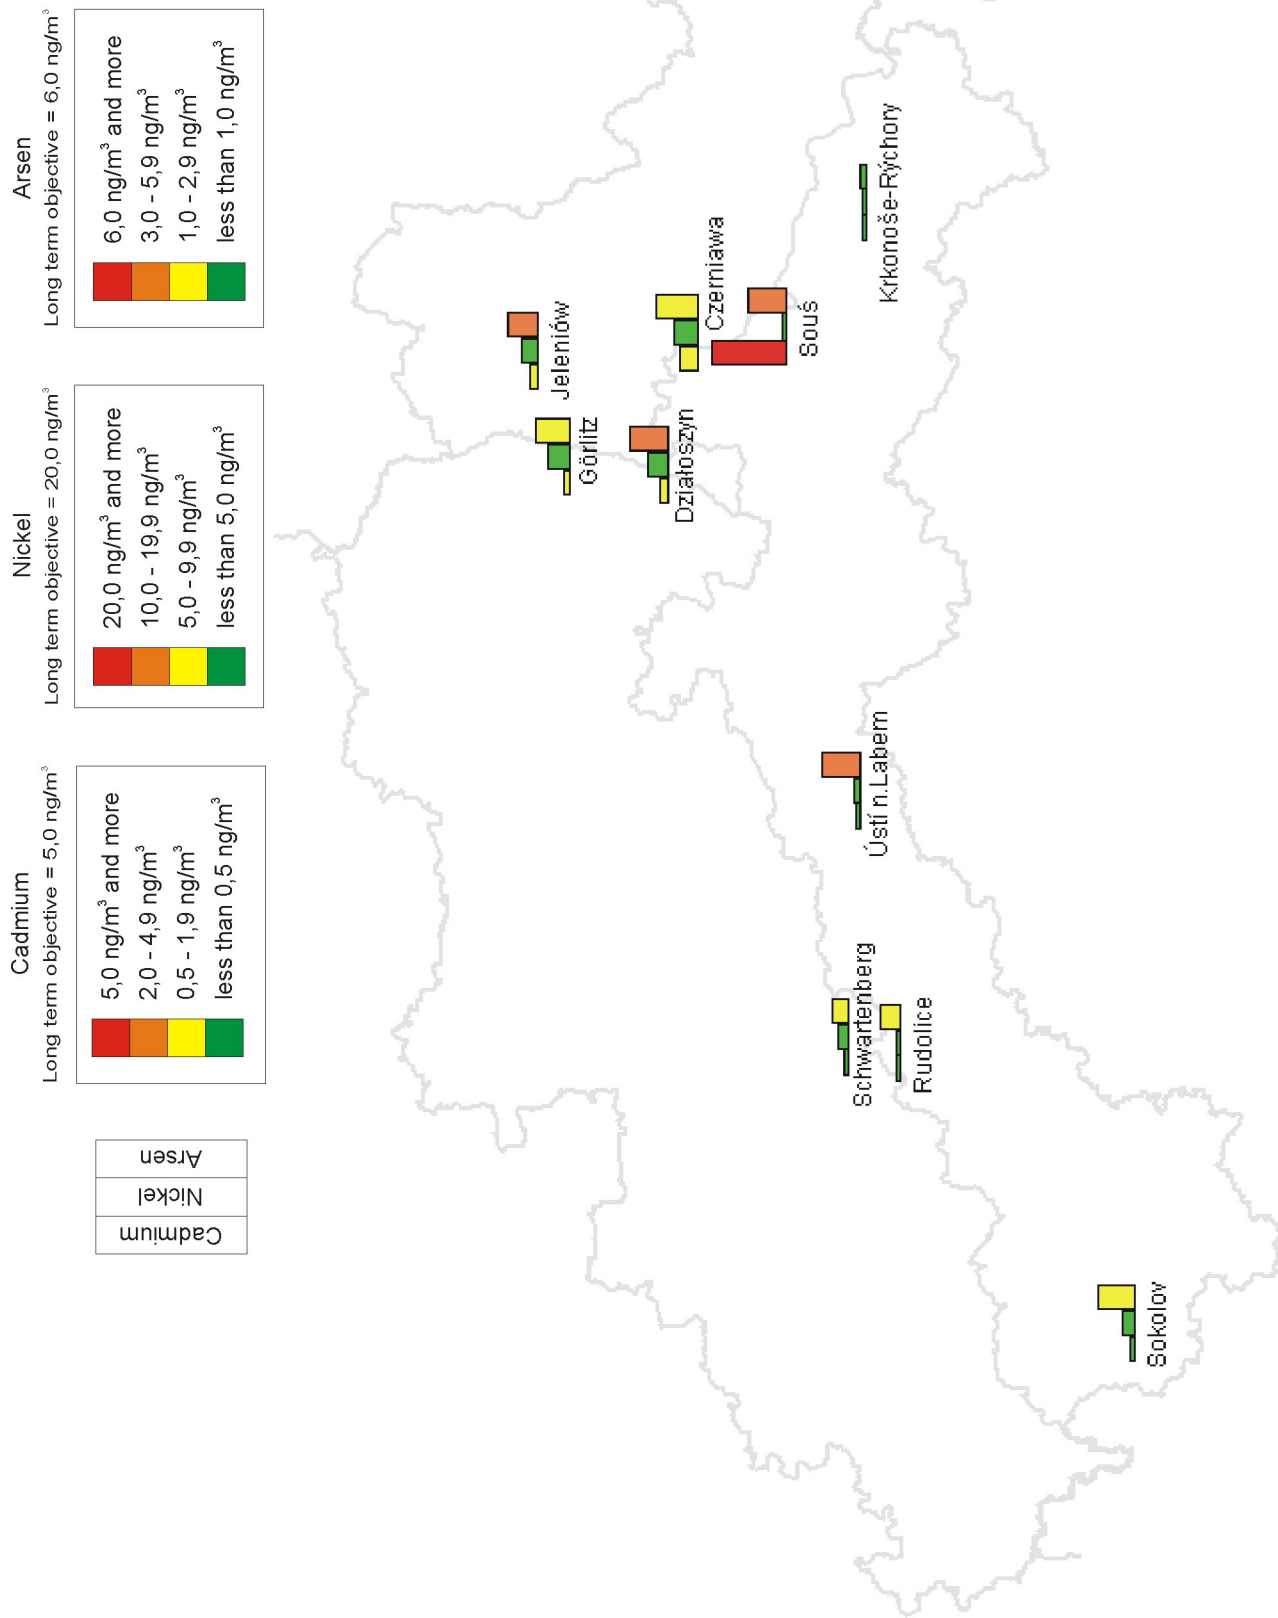 Cadmium
Nickel
Arsen
Cadmium
Long term objective = 5,0 ng/m³
5,0 ng/m³ and more
2,0 - 4,9 ng/m³
0,5 - 1,9 ng/m³
less than 0,5 ng/m³
Nickel
Long term objective = 20,0 ng/m³
20,0 ng/m³ and more
10,0 - 19,9 ng/m³
5,0 - 9,9 ng/m³
less than 5,0 ng/m³
Arsen
Long term objective = 6,0 ng/m³
6,0 ng/m³ and more
3,0 - 5,9 ng/m³
1,0 - 2,9 ng/m³
less than 1,0 ng/m³
Jeleniów
Görlitz
Działoszyn
Czerniawa
Souš
Krkonoše-Rýchory
Ústí n.Labem
Schwartenberg
Rudolice
Sokolov